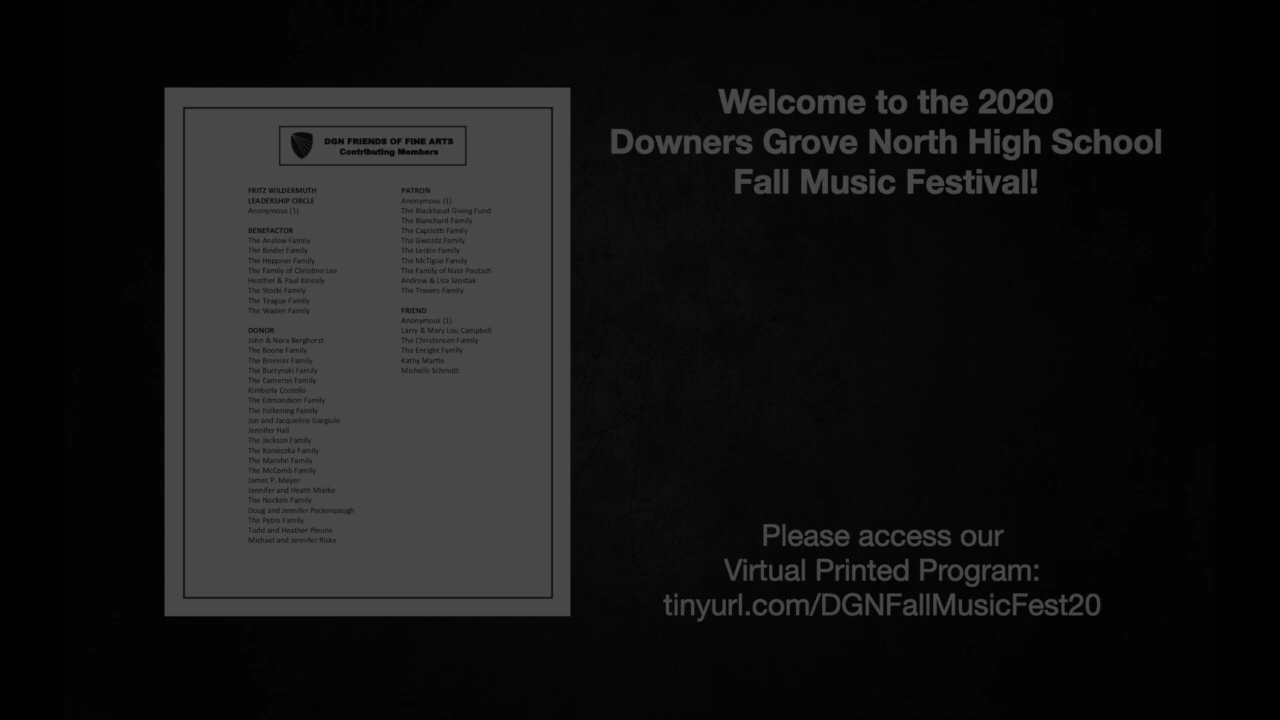 DGN FRIENDS OF FINE ARTS
Contributing Members
FRITZ WILDERMUTH
LEADERSHIP CIRCLE
Anonymous (1)
BENEFACTOR
The Anslow Family
The Binder Family
The Heppner Family
The Family of Christine Lee
Heather & Paul Kinealy
The Stockl Family
The Teague Family
The Waden Family
DONOR
John & Nora Berghorst
The Boone Family
The Brenner Family
The Burzynski Family
The Cameron Family
Kimberly Costello
The Edmondson Family
The Folkening Family
Jon and Jacqueline Gargiulo
Jennifer Hall
The Jackson Family
The Konieczka Family
The Marohn Family
The McComb Family
James P. Meyer
Jennifer and Heath Mielke
The Nockels Family
Doug and Jennifer Peckenpaugh
The Petro Family
Todd and Heather Pleune
Michael and Jennifer Riske
PATRON
Anonymous (1)
The Blackbaud Giving Fund
The Blanchard Family
The Capriotti Family
The Gwozdz Family
The Leckie Family
The McTigue Family
The Family of Nate Pautsch
Andrew & Lisa Szostak
The Travers Family
FRIEND
Anonymous (1)
Larry & Mary Lou Campbell
The Christensen Family
The Enright Family
Kathy Martin
Michelle Schmidt
Welcome to the 2020
Downers Grove North High School
Fall Music Festival!
Please access our
Virtual Printed Program:
tinyurl.com/DGNFallMusicFest20